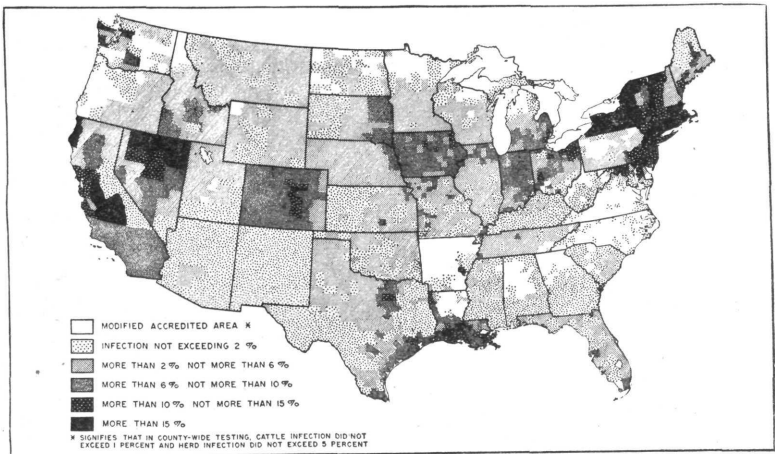 MODIFIED ACCREDITED AREA *
INFECTION NOT EXCEEDING 2 %
MORE THAN 2 % NOT MORE THAN 6 %
MORE THAN 6 % NOT MORE THAN 10 %
MORE THAN 10 % NOT MORE THAN 15 %
MORE THAN 15 %
* SIGNIFIES THAT IN COUNTY-WIDE TESTING, CATTLE INFECTION DID NOT
EXCEED 1 PERCENT AND HERD INFECTION DID NOT EXCEED 5 PERCENT